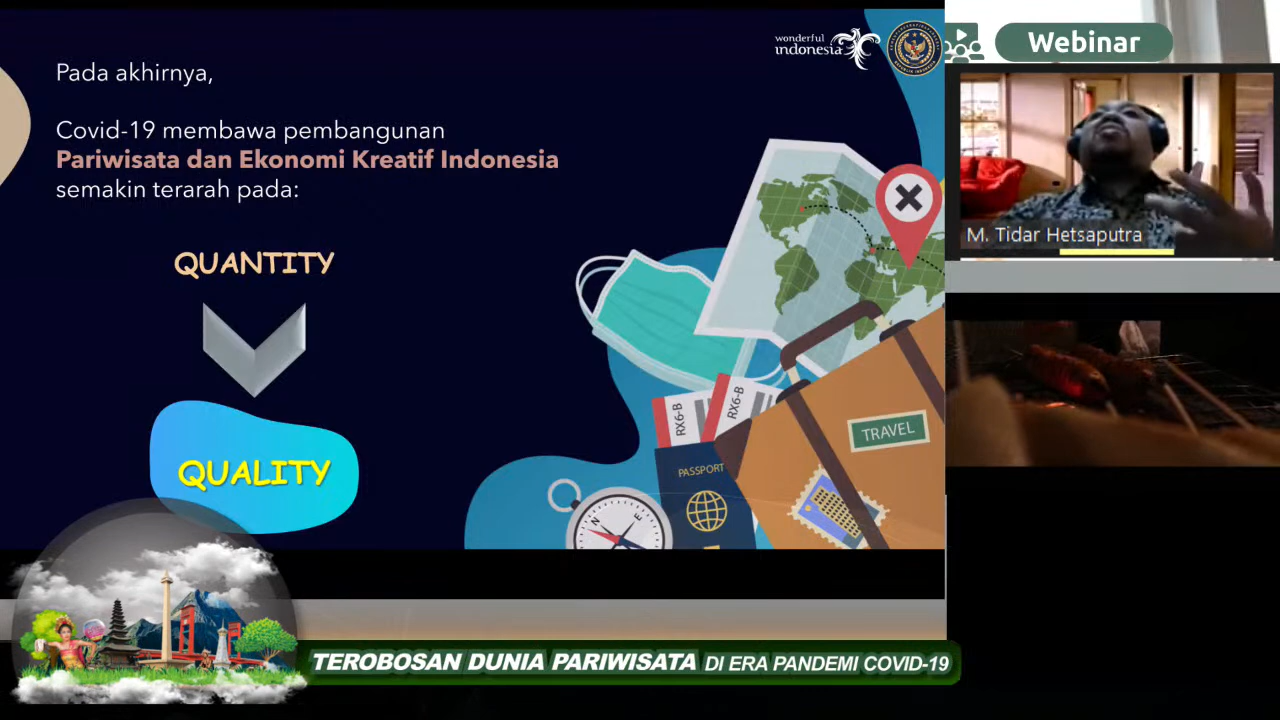 wonderful
indonesia
Webinar
Pada akhirnya,
Covid-19 membawa pembangunan
Pariwisata dan Ekonomi Kreatif Indonesia
semakin terarah pada:
QUANTITY
QUALITY
M. Tidar Hetsaputra
RX6-B
RX6-B
TRAVEL
PASSPORT
N
E
TEROBOSAN DUNIA PARIWISATA DI ERA PANDEMI COVID-19